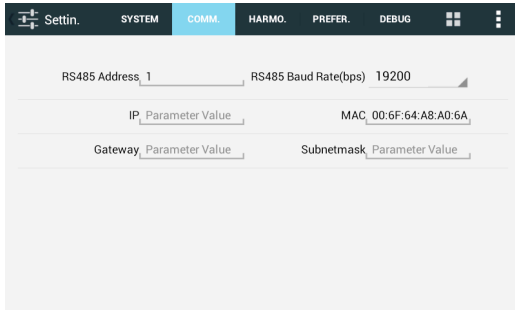 Settin. SYSTEM COMM. HARMO. PREFER. DEBUG
RS485 Address 1 RS485 Baud Rate(bps) 19200
IP Parameter Value MAC 00:6F:64:A8:A0:6A
Gateway Parameter Value Subnetmask Parameter Value